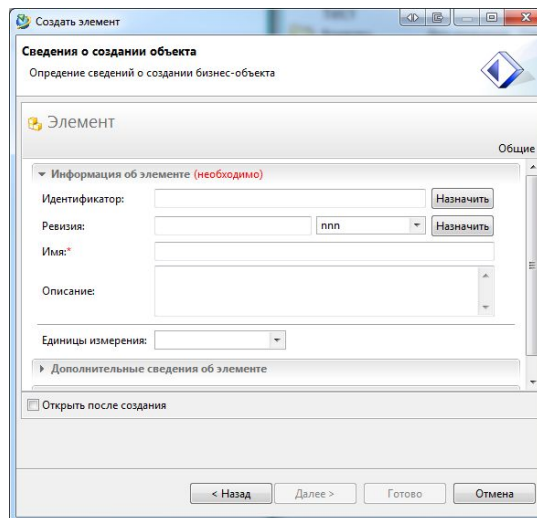 Создать элемент
Сведения о создании объекта
Опредение сведений о создании бизнес-объекта
Элемент
Общие
Информация об элементе (необходимо)
Идентификатор: Назначить
Ревизия: nnn Назначить
Имя:*
Описание:
Единицы измерения:
Дополнительные сведения об элементе
Открыть после создания
< Назад Далее > Готово Отмена